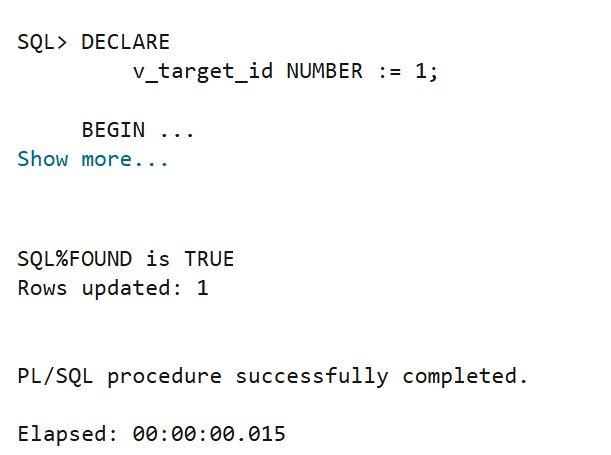 SQL> DECLARE
v_target_id NUMBER := 1;
BEGIN ...
Show more...
SQL%FOUND is TRUE
Rows updated: 1
PL/SQL procedure successfully completed.
Elapsed: 00:00:00.015